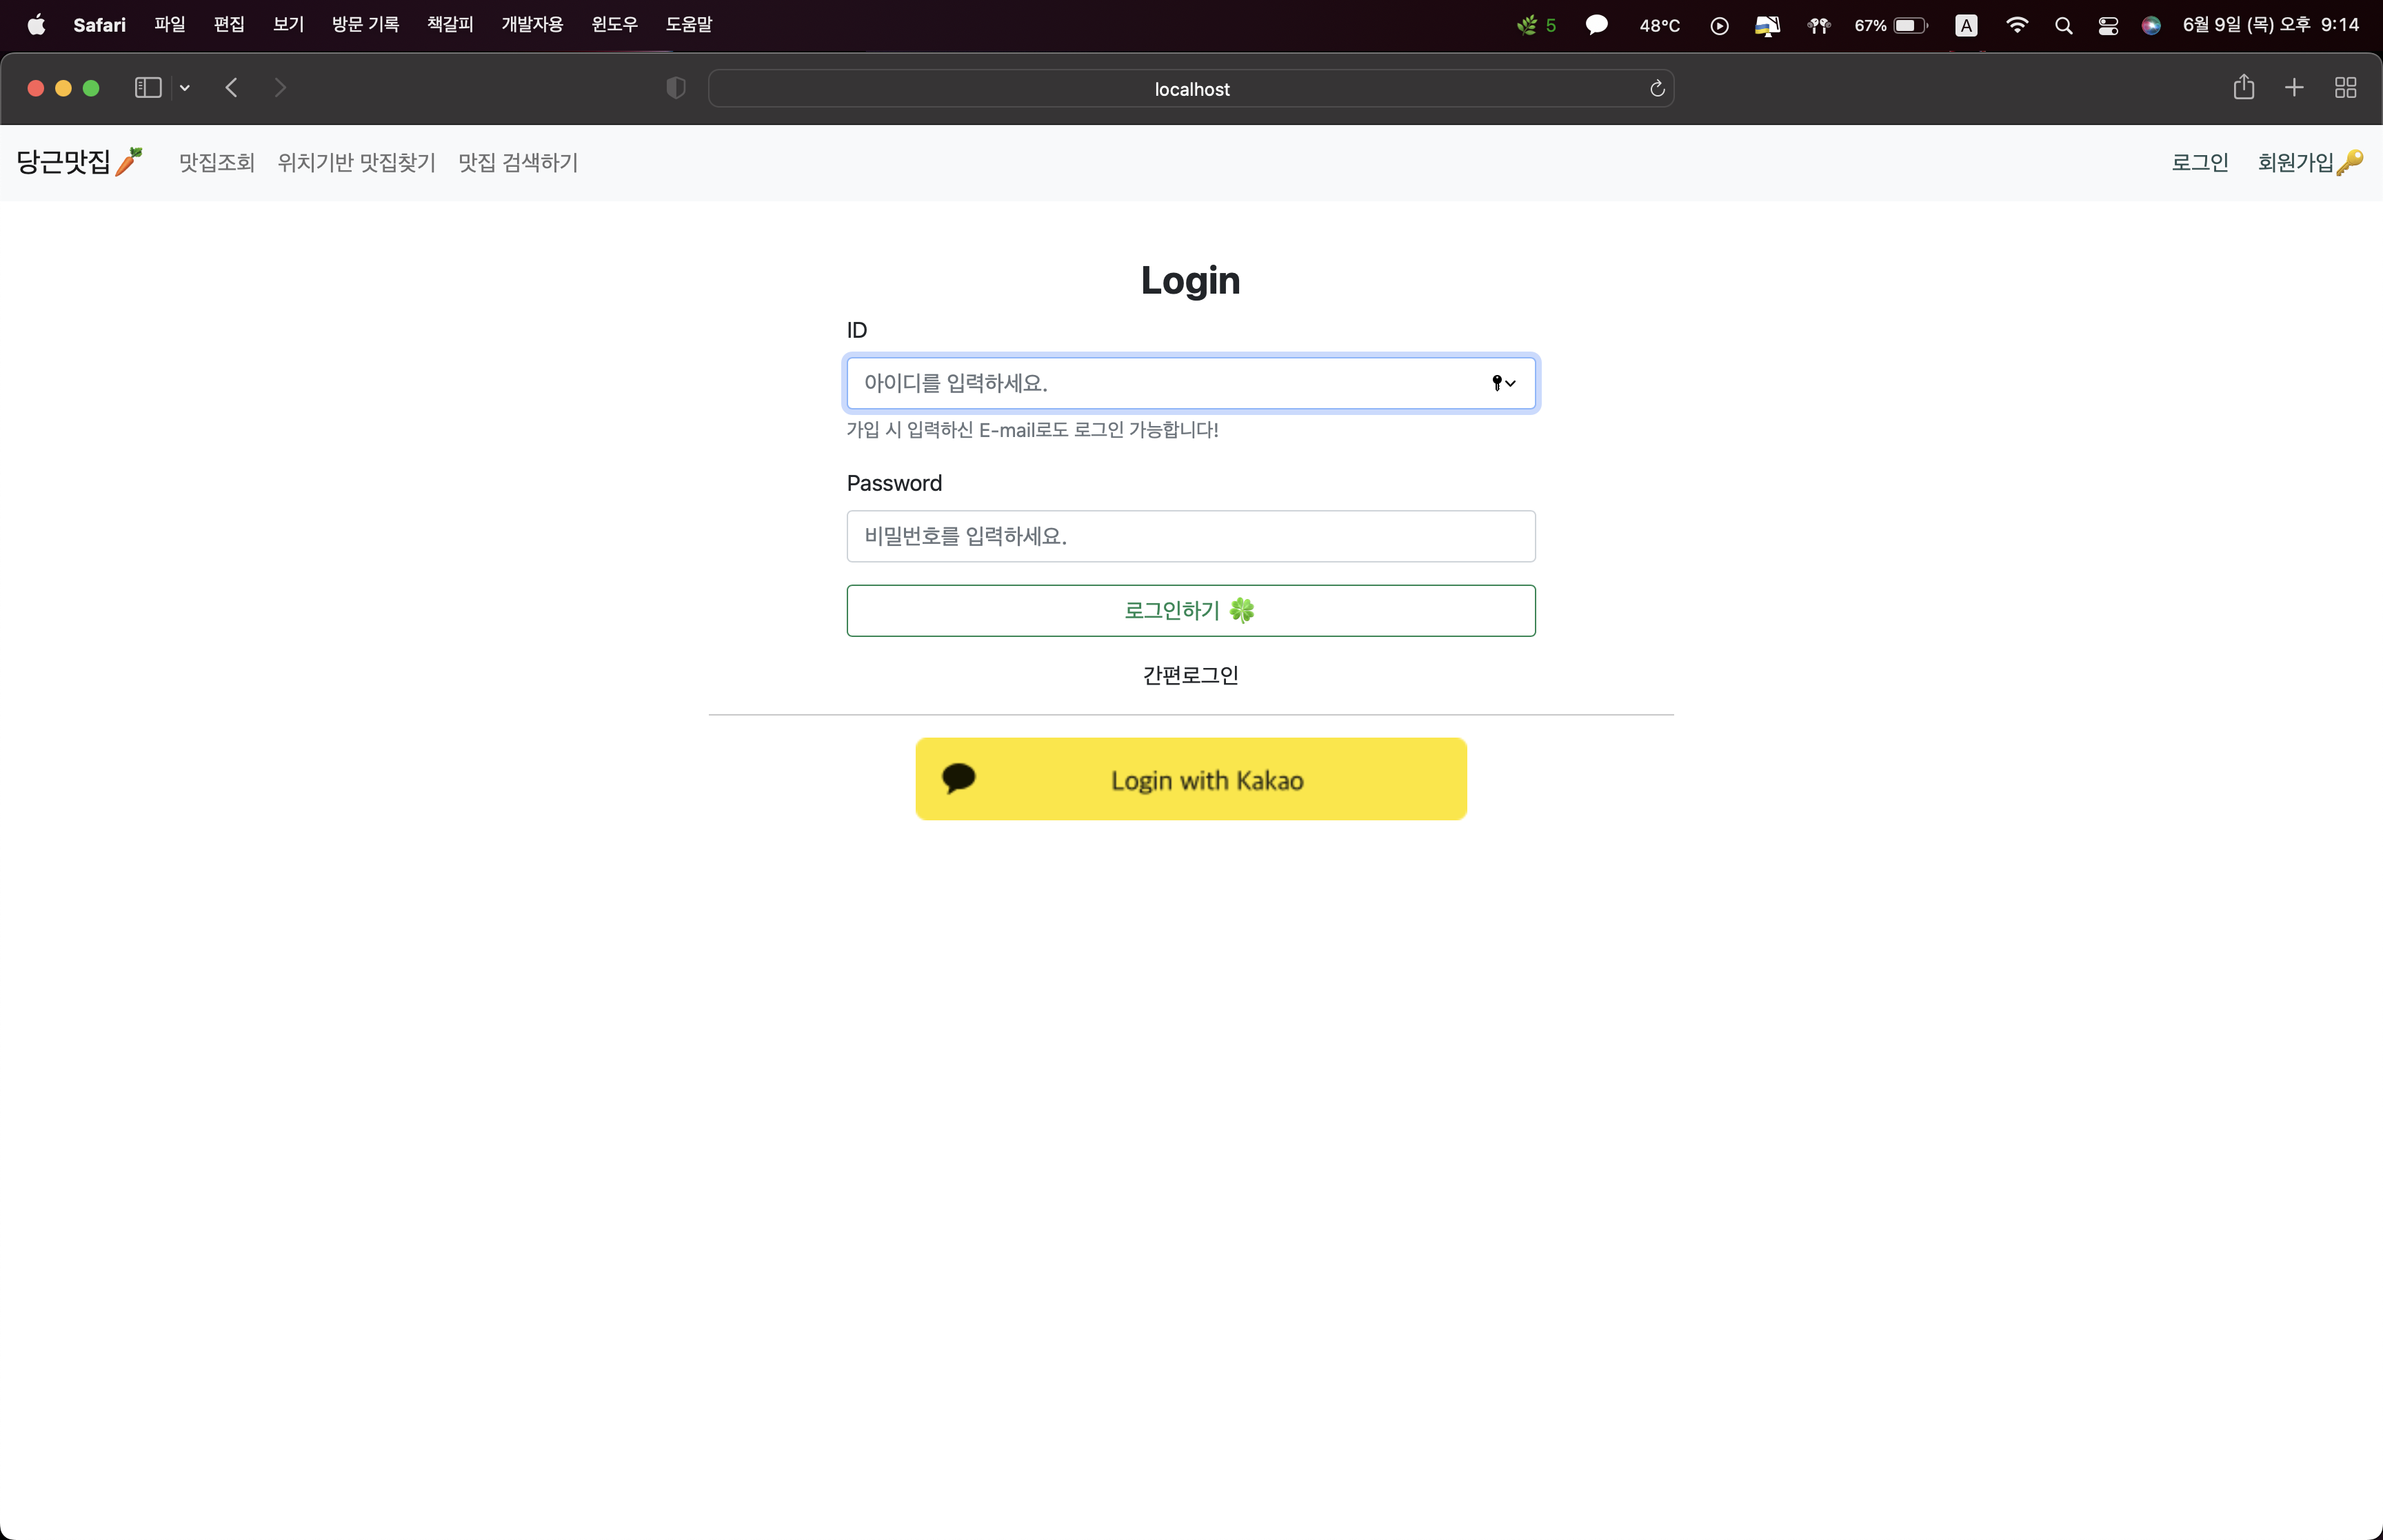 Safari 파일 편집 보기 방문 기록 책갈피 개발자용 윈도우 도움말 5 48°C 67% A 6월 9일 (목) 오후 9:14
localhost
당근맛집 맛집조회 위치기반 맛집찾기 맛집 검색하기 로그인 회원가입
Login
ID
아이디를 입력하세요.
가입 시 입력하신 E-mail로도 로그인 가능합니다!
Password
비밀번호를 입력하세요.
로그인하기
간편로그인
Login with Kakao